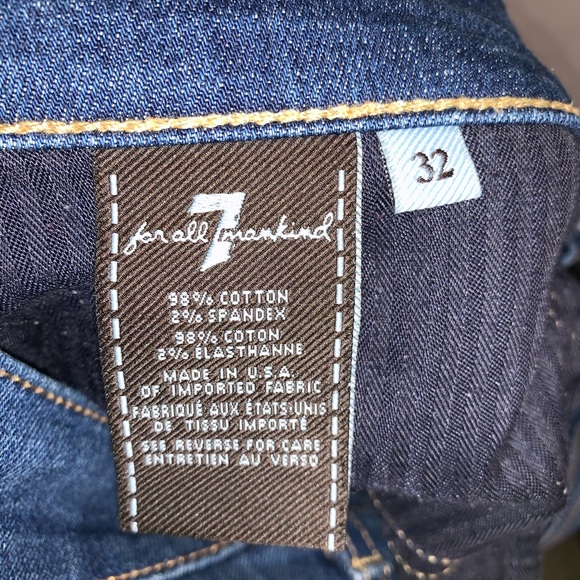 32
7
for all mankind
98% COTTON
2% SPANDEX
98% COTON
2% ÉLASTHANNE
MADE IN U.S.A.
OF IMPORTED FABRIC
FABRIQUÉ AUX ÉTATS-UNIS
DE TISSU IMPORTÉ
SEE REVERSE FOR CARE
ENTRETIEN AU VERSO